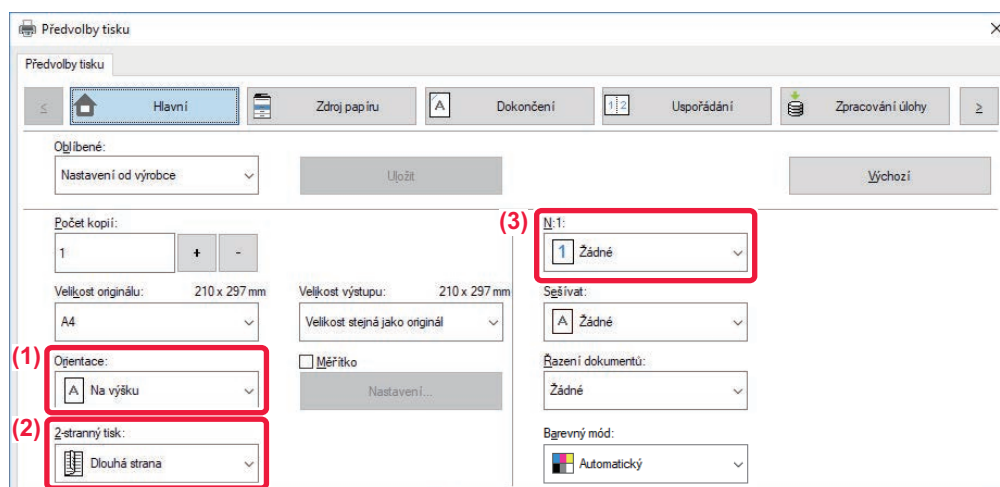 Předvolby tisku
Předvolby tisku
< Hlavní Zdroj papíru A Dokončení 1 2 Uspořádání Zpracování úlohy >
Oblíbené:
Nastavení od výrobce Uložit Výchozí
Počet kopií: (3) N:1:
1 + - 1 Žádné
Velikost originálu: 210 x 297 mm Velikost výstupu: 210 x 297 mm Sešívat:
A4 Velikost stejná jako originál A Žádné
(1) Orientace: Měřítko Řazení dokumentů:
A Na výšku Nastavení... Žádné
(2) 2-stranný tisk: Barevný mód:
Dlouhá strana Automatický